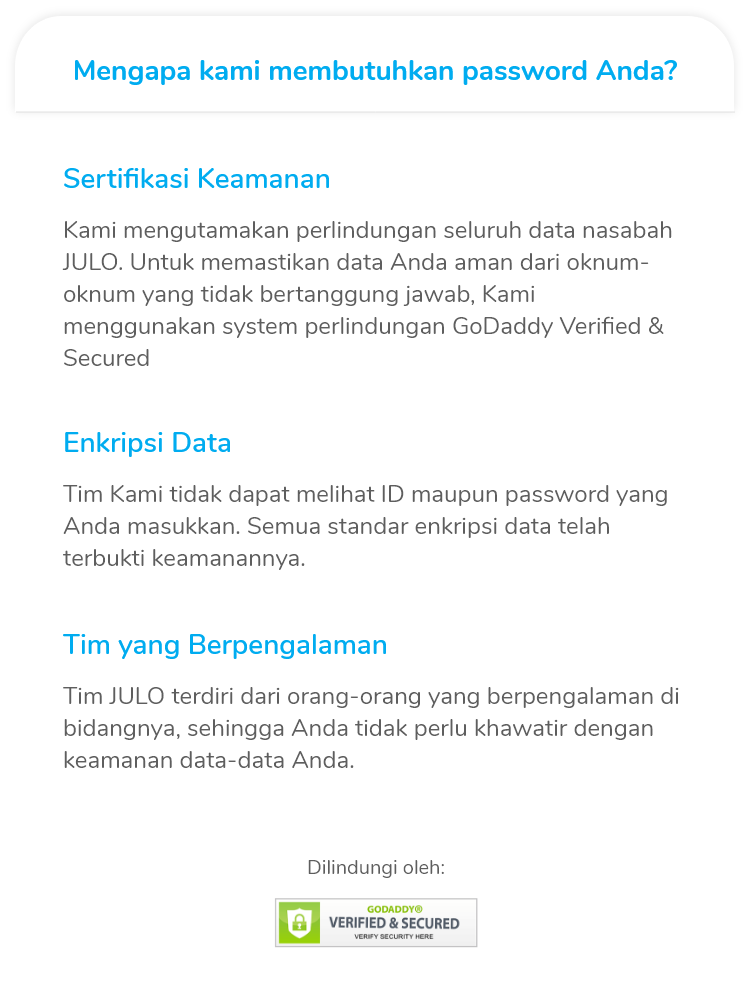 Mengapa kami membutuhkan password Anda?
Sertifikasi Keamanan
Kami mengutamakan perlindungan seluruh data nasabah
JULO. Untuk memastikan data Anda aman dari oknum-
oknum yang tidak bertanggung jawab, Kami
menggunakan system perlindungan GoDaddy Verified &
Secured
Enkripsi Data
Tim Kami tidak dapat melihat ID maupun password yang
Anda masukkan. Semua standar enkripsi data telah
terbukti keamanannya.
Tim yang Berpengalaman
Tim JULO terdiri dari orang-orang yang berpengalaman di
bidangnya, sehingga Anda tidak perlu khawatir dengan
keamanan data-data Anda.
Dilindungi oleh:
GODADDY®
VERIFIED & SECURED
VERIFY SECURITY HERE